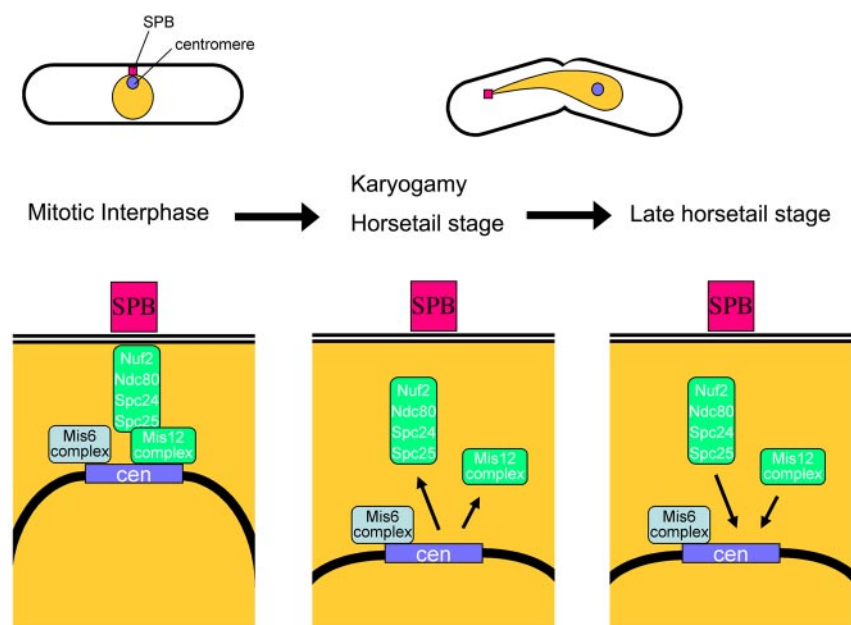 SPB
centromere
Mitotic Interphase
Karyogamy
Horsetail stage
Late horsetail stage
SPB
Nuf2
Ndc80
Spc24
Spc25
Mis6
complex
Mis12
complex
cen
SPB
Nuf2
Ndc80
Spc24
Spc25
Mis12
complex
Mis6
complex
cen
SPB
Nuf2
Ndc80
Spc24
Spc25
Mis12
complex
Mis6
complex
cen